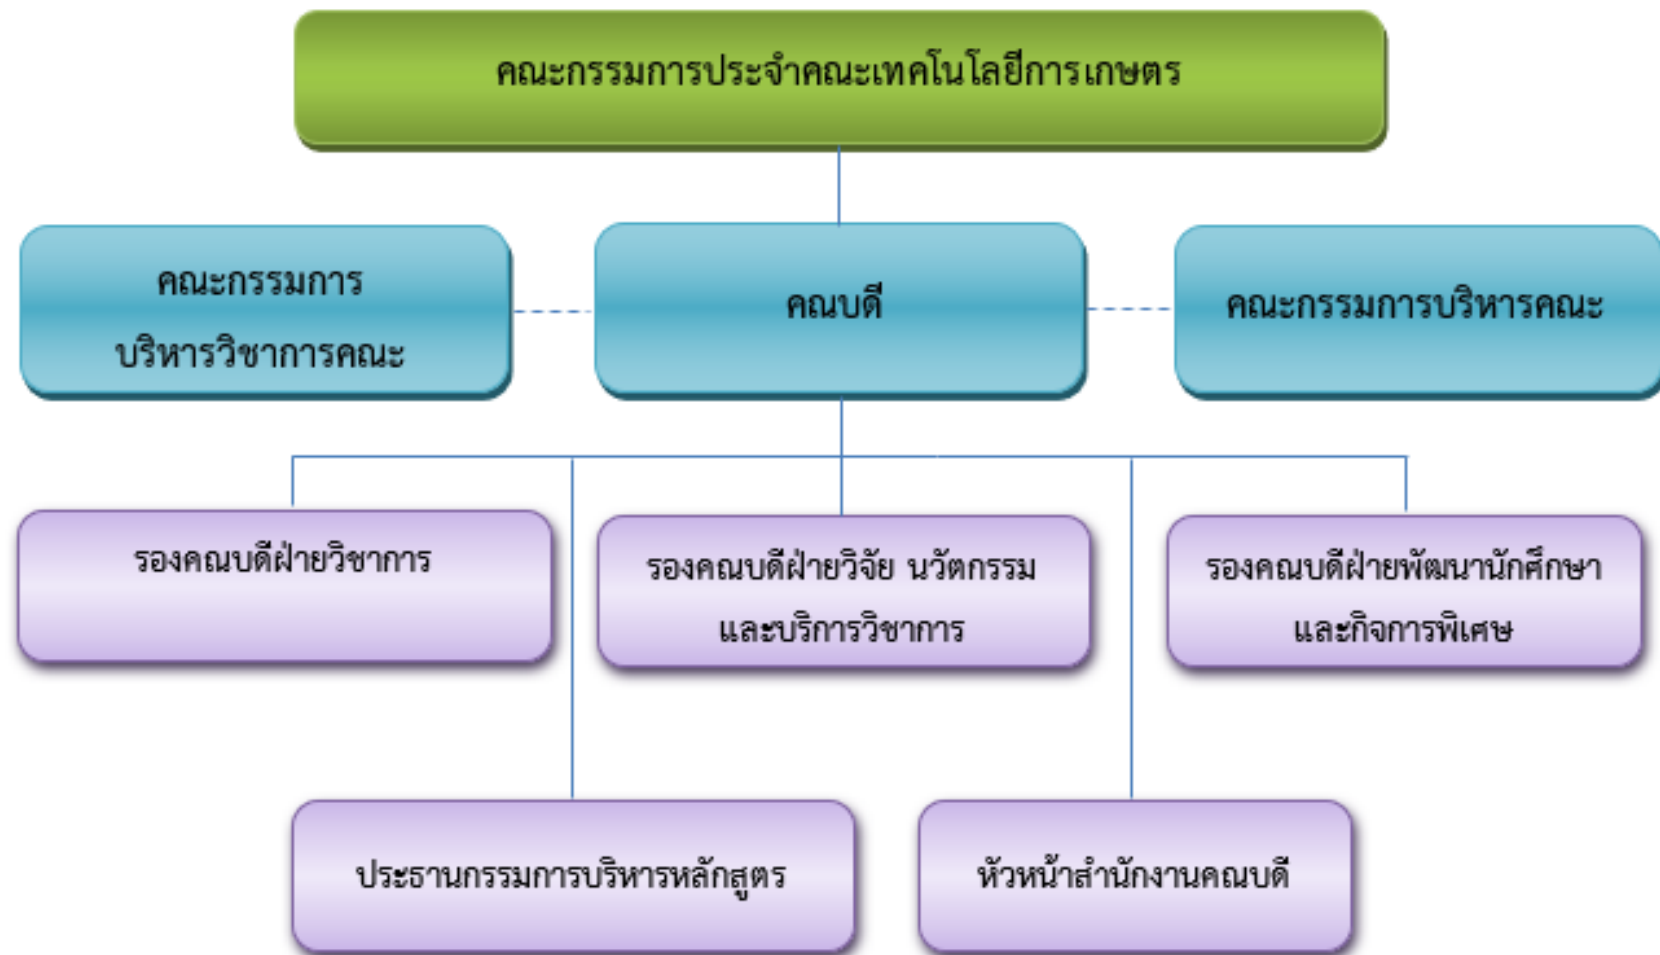 คณะกรรมการประจำคณะเทคโนโลยีการเกษตร
คณะกรรมการ
บริหารวิชาการคณะ
คณบดี
คณะกรรมการบริหารคณะ
รองคณบดีฝ่ายวิชาการ
รองคณบดีฝ่ายวิจัย นวัตกรรม
และบริการวิชาการ
รองคณบดีฝ่ายพัฒนานักศึกษา
และกิจการพิเศษ
ประธานกรรมการบริหารหลักสูตร
หัวหน้าสำนักงานคณบดี